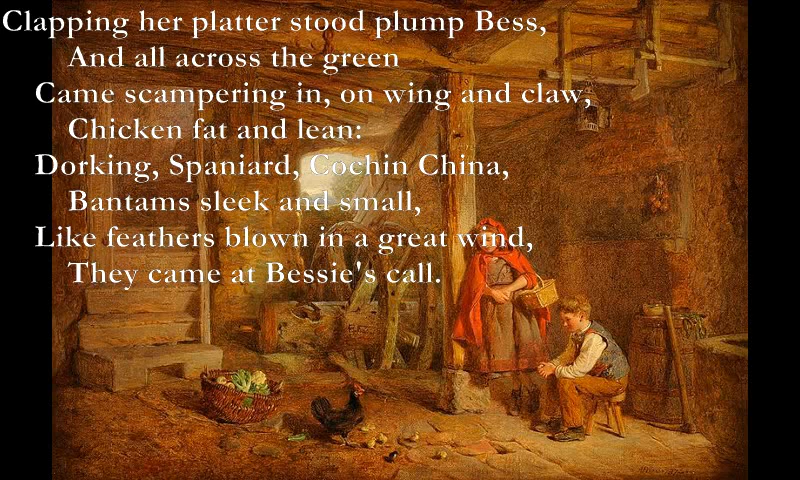 Clapping her platter stood plump Bess,
And all across the green
Came scampering in, on wing and claw,
Chicken fat and lean:
Dorking, Spaniard, Cochin China,
Bantams sleek and small,
Like feathers blown in a great wind,
They came at Bessie's call.